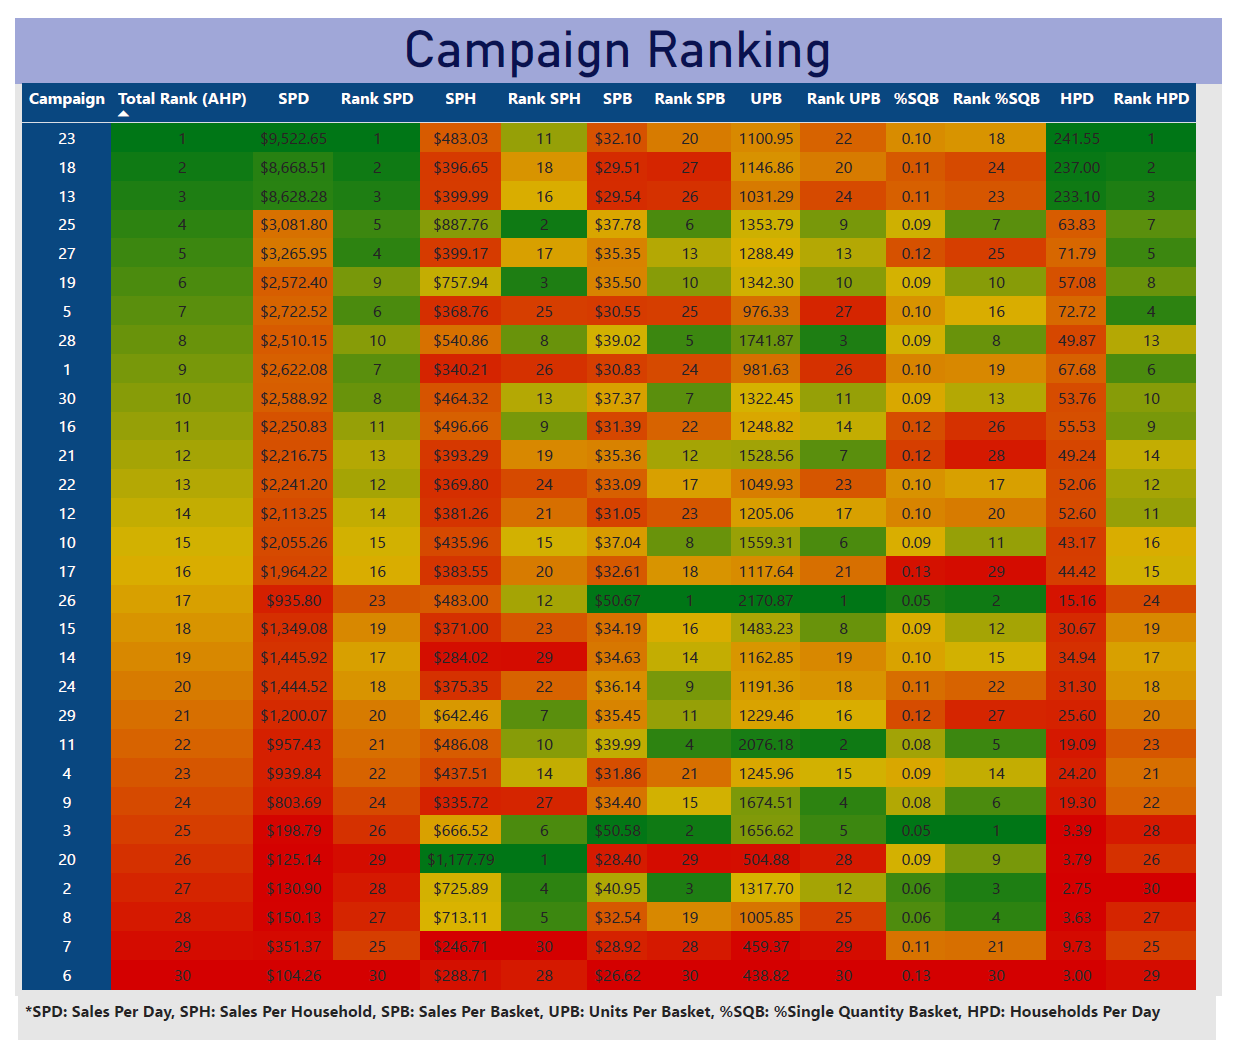 Campaign Ranking
Campaign Total Rank (AHP) SPD Rank SPD SPH Rank SPH SPB Rank SPB UPB Rank UPB %SQB Rank %SQB HPD Rank HPD
23 1 $9,522.65 1 $483.03 11 $32.10 20 1100.95 22 0.10 18 241.55 1
18 2 $8,668.51 2 $396.65 18 $29.51 27 1146.86 20 0.11 24 237.00 2
13 3 $8,628.28 3 $399.99 16 $29.54 26 1031.29 24 0.11 23 233.10 3
25 4 $3,081.80 5 $887.76 2 $37.78 6 1353.79 9 0.09 7 63.83 7
27 5 $3,265.95 4 $399.17 17 $35.35 13 1288.49 13 0.12 25 71.79 5
19 6 $2,572.40 9 $757.94 3 $35.50 10 1342.30 10 0.09 10 57.08 8
5 7 $2,722.52 6 $368.76 25 $30.55 25 976.33 27 0.10 16 72.72 4
28 8 $2,510.15 10 $540.86 8 $39.02 5 1741.87 3 0.09 8 49.87 13
1 9 $2,622.08 7 $340.21 26 $30.83 24 981.63 26 0.10 19 67.68 6
30 10 $2,588.92 8 $464.32 13 $37.37 7 1322.45 11 0.09 13 53.76 10
16 11 $2,250.83 11 $496.66 9 $31.39 22 1248.82 14 0.12 26 55.53 9
21 12 $2,216.75 13 $393.29 19 $35.36 12 1528.56 7 0.12 28 49.24 14
22 13 $2,241.20 12 $369.80 24 $33.09 17 1049.93 23 0.10 17 52.06 12
12 14 $2,113.25 14 $381.26 21 $31.05 23 1205.06 17 0.10 20 52.60 11
10 15 $2,055.26 15 $435.96 15 $37.04 8 1559.31 6 0.09 11 43.17 16
17 16 $1,964.22 16 $383.55 20 $32.61 18 1117.64 21 0.13 29 44.42 15
26 17 $935.80 23 $483.00 12 $50.67 1 2170.87 1 0.05 2 15.16 24
15 18 $1,349.08 19 $371.00 23 $34.19 16 1483.23 8 0.09 12 30.67 19
14 19 $1,445.92 17 $284.02 29 $34.63 14 1162.85 19 0.10 15 34.94 17
24 20 $1,444.52 18 $375.35 22 $36.14 9 1191.36 18 0.11 22 31.30 18
29 21 $1,200.07 20 $642.46 7 $35.45 11 1229.46 16 0.12 27 25.60 20
11 22 $957.43 21 $486.08 10 $39.99 4 2076.18 2 0.08 5 19.09 23
4 23 $939.84 22 $437.51 14 $31.86 21 1245.96 15 0.09 14 24.20 21
9 24 $803.69 24 $335.72 27 $34.40 15 1674.51 4 0.08 6 19.30 22
3 25 $198.79 26 $666.52 6 $50.58 2 1656.62 5 0.05 1 3.39 28
20 26 $125.14 29 $1,177.79 1 $28.40 29 504.88 28 0.09 9 3.79 26
2 27 $130.90 28 $725.89 4 $40.95 3 1317.70 12 0.06 3 2.75 30
8 28 $150.13 27 $713.11 5 $32.54 19 1005.85 25 0.06 4 3.63 27
7 29 $351.37 25 $246.71 30 $28.92 28 459.37 29 0.11 21 9.73 25
6 30 $104.26 30 $288.71 28 $26.62 30 438.82 30 0.13 30 3.00 29
*SPD: Sales Per Day, SPH: Sales Per Household, SPB: Sales Per Basket, UPB: Units Per Basket, %SQB: %Single Quantity Basket, HPD: Households Per Day